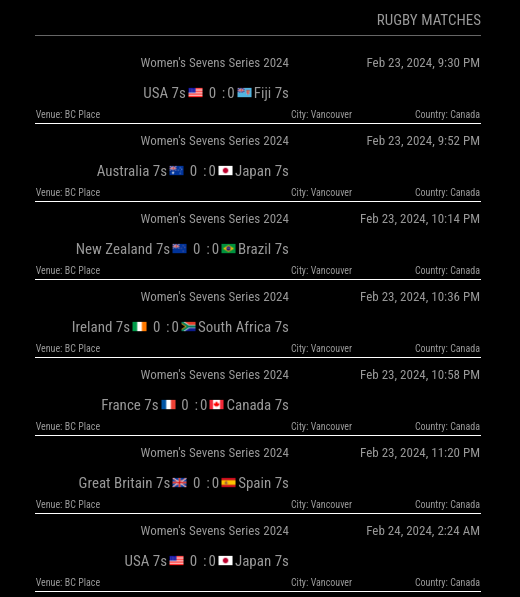 RUGBY MATCHES
Women's Sevens Series 2024 Feb 23, 2024, 9:30 PM
USA 7s 0 :0 Fiji 7s
Venue: BC Place City: Vancouver Country: Canada
Women's Sevens Series 2024 Feb 23, 2024, 9:52 PM
Australia 7s 0 :0 Japan 7s
Venue: BC Place City: Vancouver Country: Canada
Women's Sevens Series 2024 Feb 23, 2024, 10:14 PM
New Zealand 7s 0 :0 Brazil 7s
Venue: BC Place City: Vancouver Country: Canada
Women's Sevens Series 2024 Feb 23, 2024, 10:36 PM
Ireland 7s 0 :0 South Africa 7s
Venue: BC Place City: Vancouver Country: Canada
Women's Sevens Series 2024 Feb 23, 2024, 10:58 PM
France 7s 0 :0 Canada 7s
Venue: BC Place City: Vancouver Country: Canada
Women's Sevens Series 2024 Feb 23, 2024, 11:20 PM
Great Britain 7s 0 :0 Spain 7s
Venue: BC Place City: Vancouver Country: Canada
Women's Sevens Series 2024 Feb 24, 2024, 2:24 AM
USA 7s 0 :0 Japan 7s
Venue: BC Place City: Vancouver Country: Canada